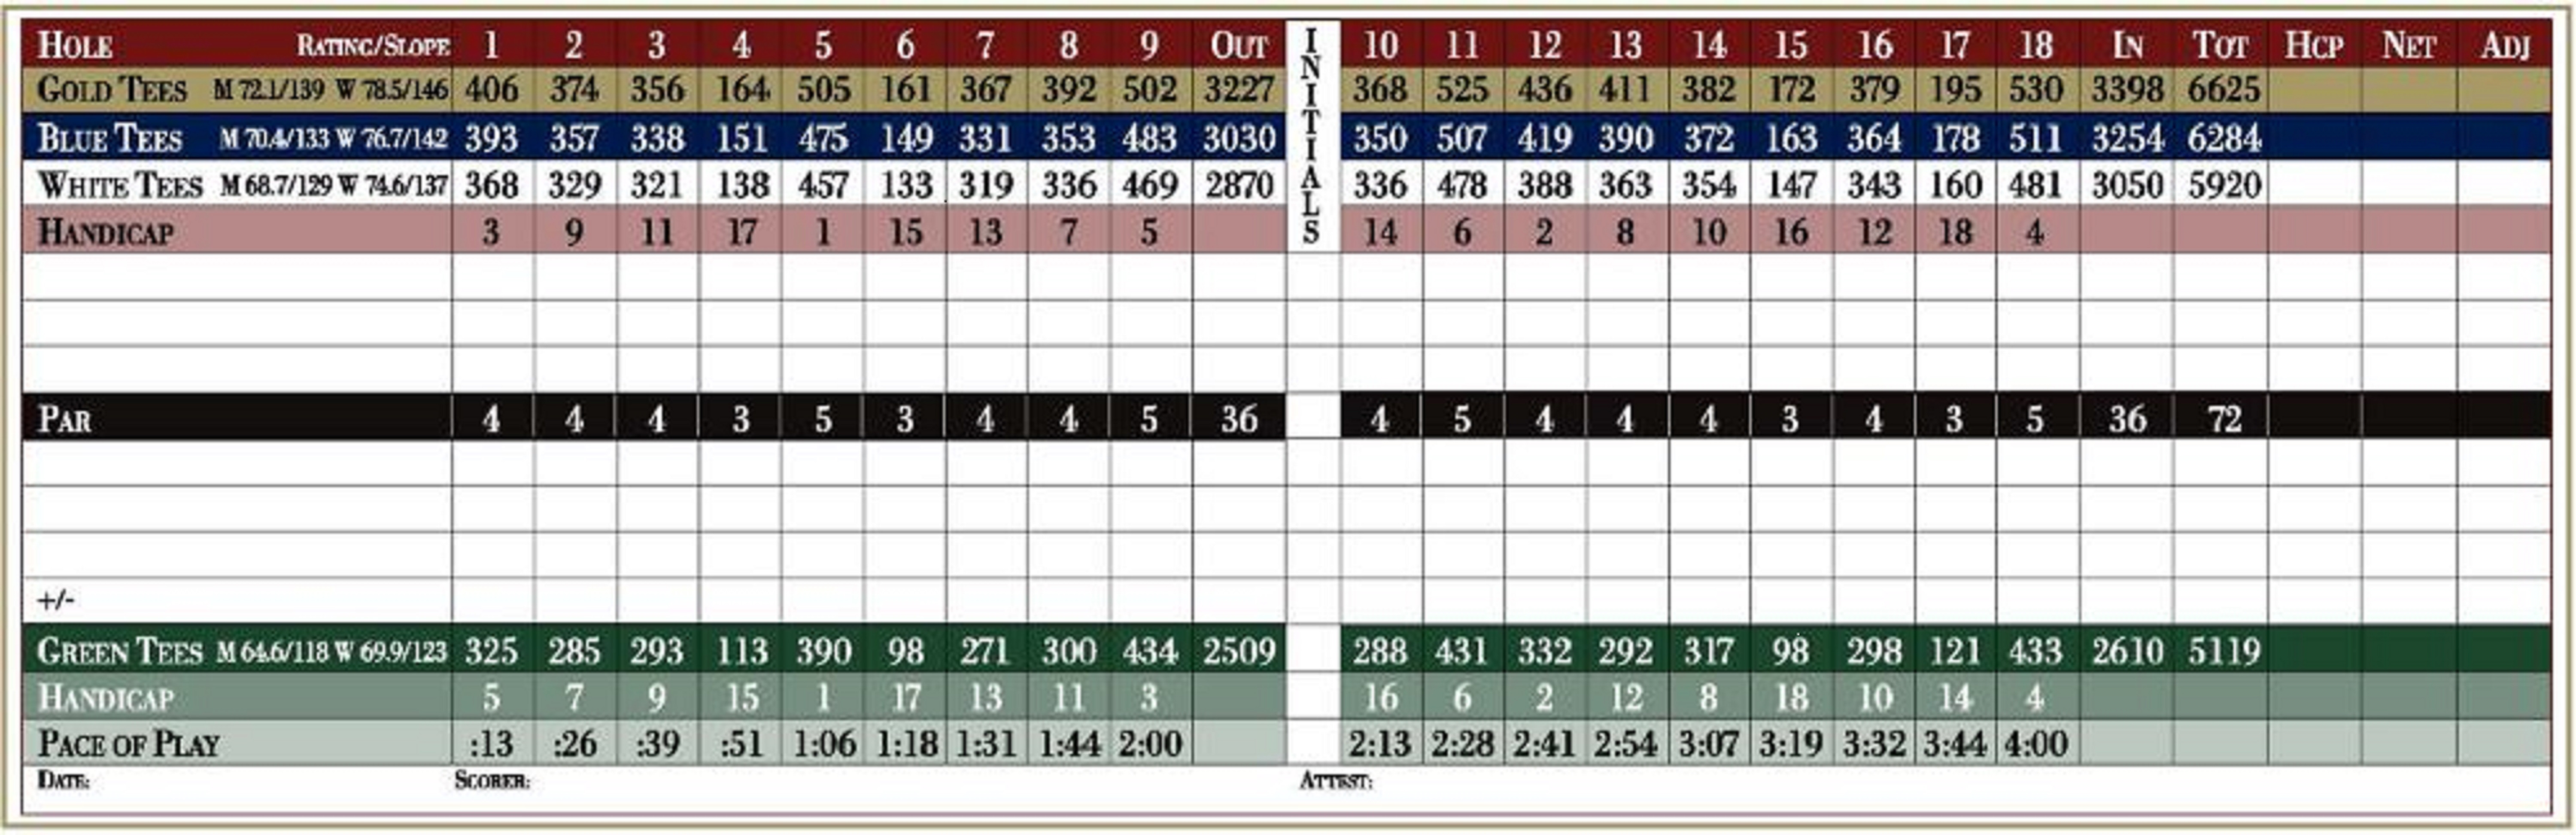 HOLE RATING/SLOPE 1 2 3 4 5 6 7 8 9 OUT INITIALS 10 11 12 13 14 15 16 17 18 IN TOT HCP NET ADJ
GOLD TEES M 72.1/139 W 78.5/146 406 374 356 164 505 161 367 392 502 3227 368 525 436 411 382 172 379 195 530 3398 6625
BLUE TEES M 70.4/133 W 76.7/142 393 357 338 151 475 149 331 353 483 3030 350 507 419 390 372 163 364 178 511 3254 6284
WHITE TEES M 68.7/129 W 74.6/137 368 329 321 138 457 133 319 336 469 2870 336 478 388 363 354 147 343 160 481 3050 5920
HANDICAP 3 9 11 17 1 15 13 7 5 14 6 2 8 10 16 12 18 4
PAR 4 4 4 3 5 3 4 4 5 36 4 5 4 4 4 3 4 3 5 36 72
+/-
GREEN TEES M 64.6/118 W 69.9/123 325 285 293 113 390 98 271 300 434 2509 288 431 332 292 317 98 298 121 433 2610 5119
HANDICAP 5 7 9 15 1 17 13 11 3 16 6 2 12 8 18 10 14 4
PACE OF PLAY :13 :26 :39 :51 1:06 1:18 1:31 1:44 2:00 2:13 2:28 2:41 2:54 3:07 3:19 3:32 3:44 4:00
DATE: SCORER: ATTEST: